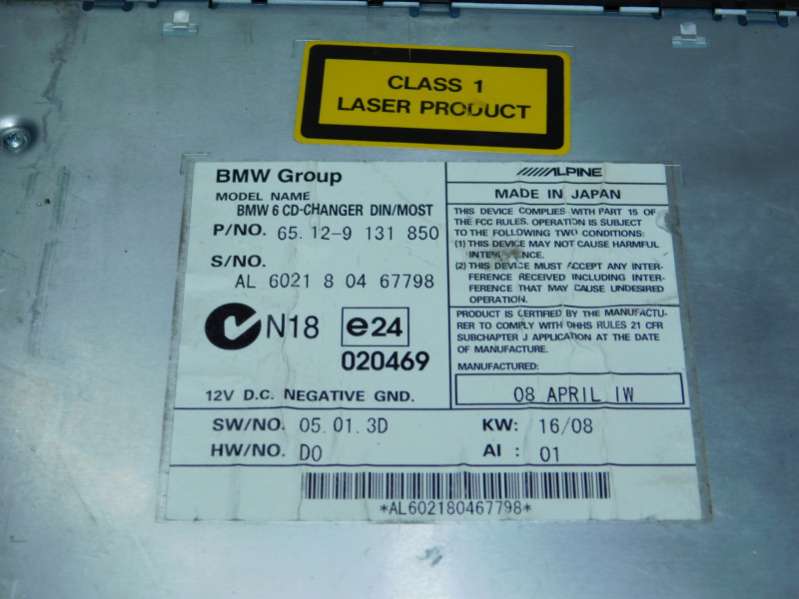 CLASS 1
LASER PRODUCT
BMW Group
MODEL NAME
BMW 6 CD-CHANGER DIN/MOST
P/NO. 65.12-9 131 850
S/NO.
AL 6021 8 04 67798
N18
e24
020469
12V D.C. NEGATIVE GND.
ALPINE
MADE IN JAPAN
THIS DEVICE COMPLIES WITH PART 15 OF
THE FCC RULES. OPERATION IS SUBJECT
TO THE FOLLOWING TWO CONDITIONS:
(1) THIS DEVICE MAY NOT CAUSE HARMFUL
INTERFERENCE.
(2) THIS DEVICE MUST ACCEPT ANY INTER-
FERENCE RECEIVED INCLUDING INTER-
FERENCE THAT MAY CAUSE UNDESIRED
OPERATION.
PRODUCT IS CERTIFIED BY THE MANUFACTU-
RER TO COMPLY WITH DHHS RULES 21 CFR
SUBCHAPTER J APPLICATION AT THE DATE
OF MANUFACTURE.
MANUFACTURED:
08 APRIL IW
SW/NO. 05.01.3D
KW: 16/08
HW/NO. D0
AI : 01
*AL602180467798*